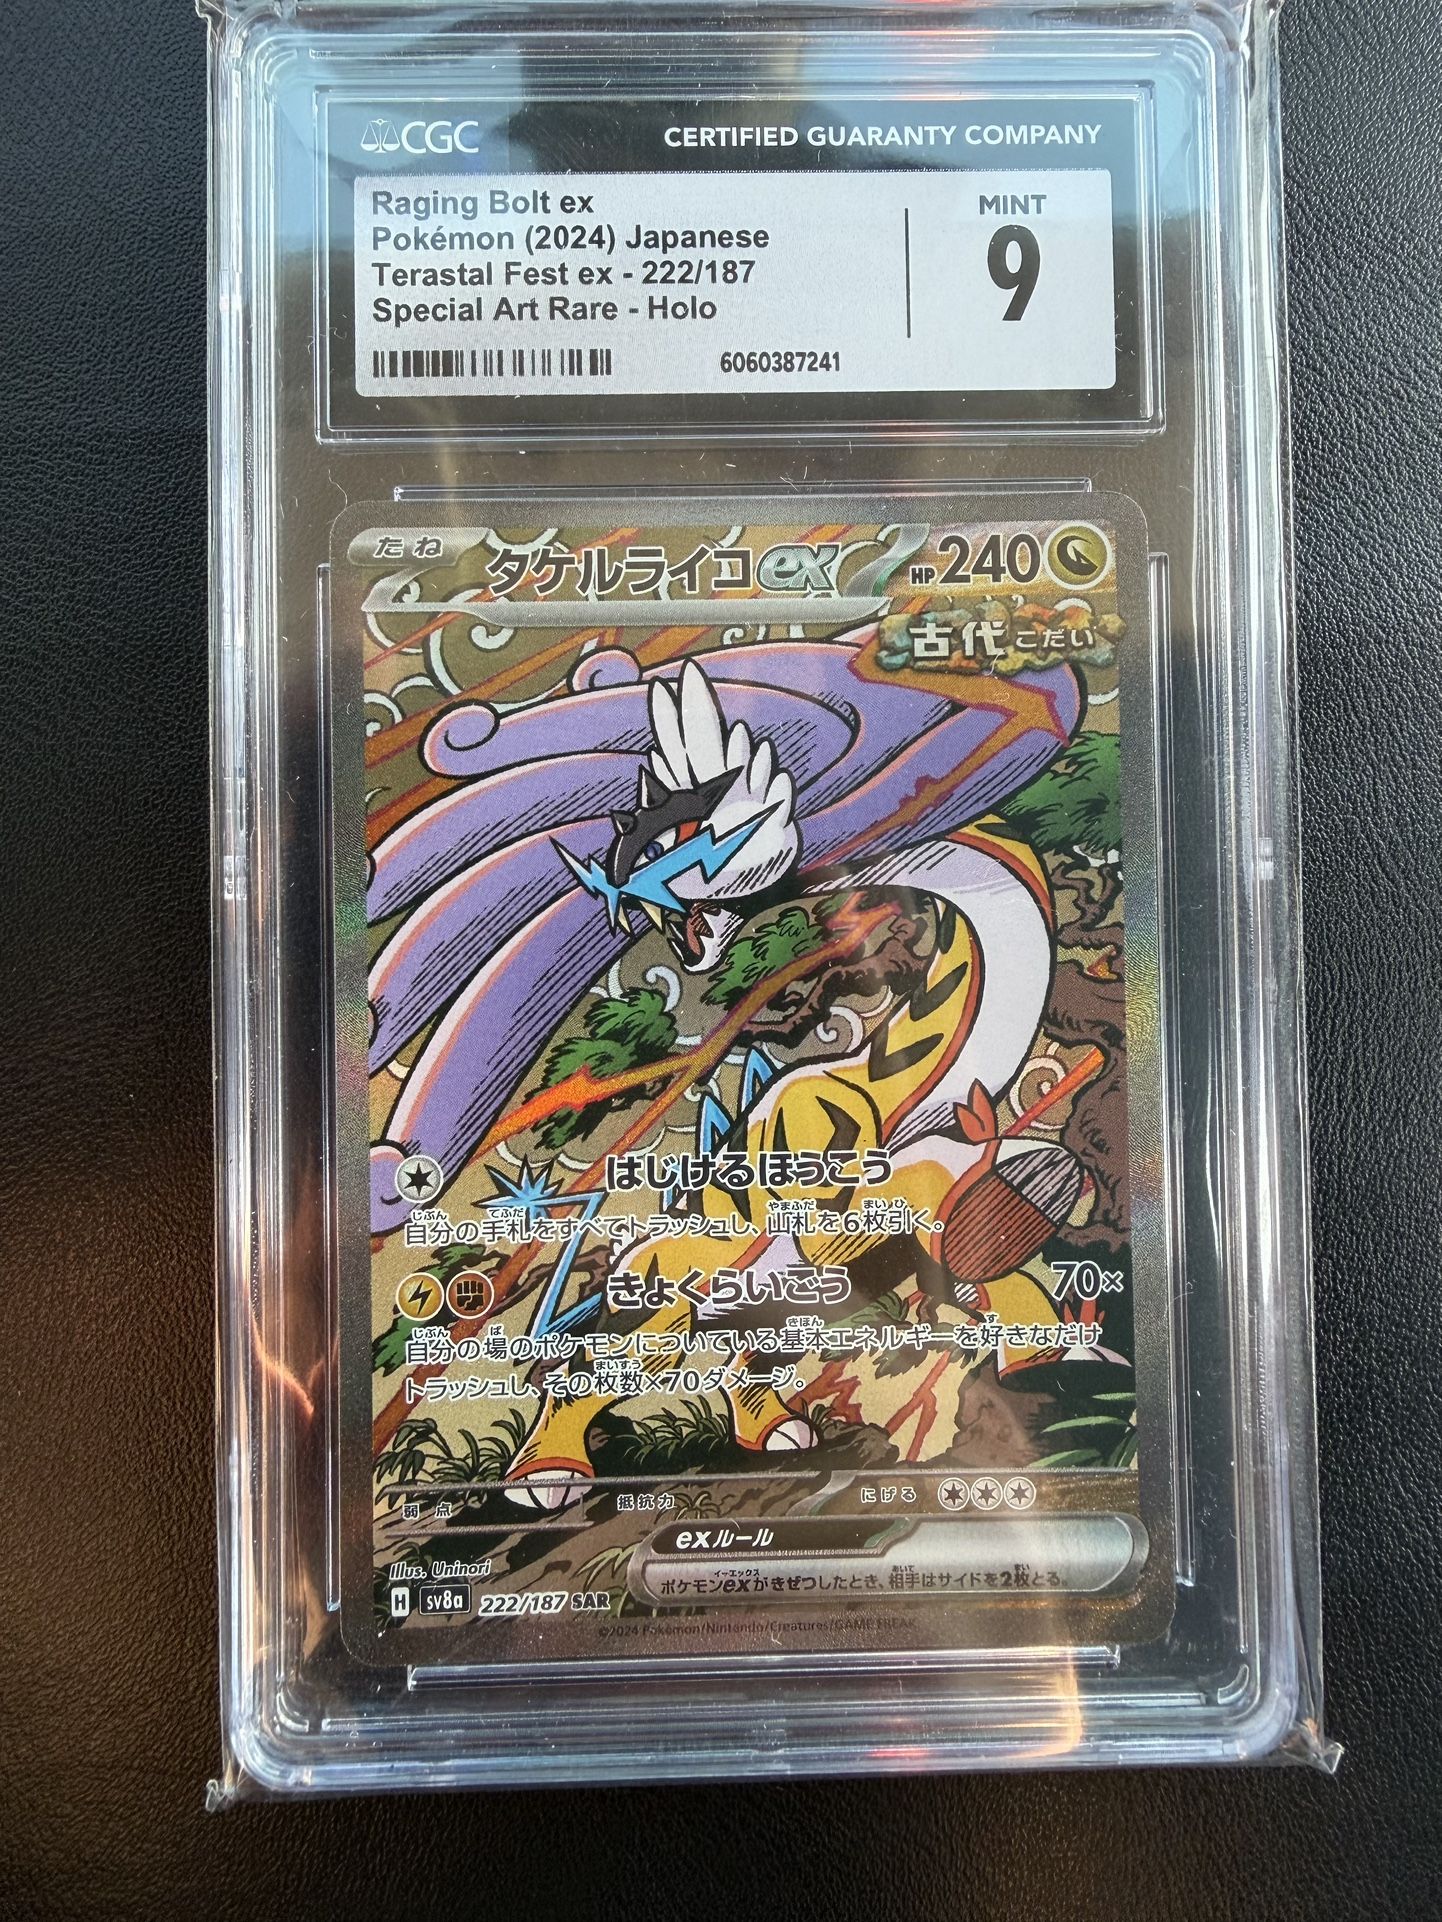 CGC CERTIFIED GUARANTY COMPANY
Raging Bolt ex
Pokémon (2024) Japanese
Terastal Fest ex - 222/187
Special Art Rare - Holo
MINT
9
6060387241
たね タケルライコex HP240
古代 こだい
はじけるほうこう
自分の手札をすべてトラッシュし、山札を6枚引く。
きょくらいごう 70×
自分の場のポケモンについている基本エネルギーを好きなだけ
トラッシュし、その枚数×70ダメージ。
弱点 抵抗力 にげる
exルール
ポケモンexがきぜつしたとき、相手はサイドを2枚とる。
Illus. Uninori
H sv8a 222/187 SAR
©2024 Pokémon/Nintendo/Creatures/GAME FREAK